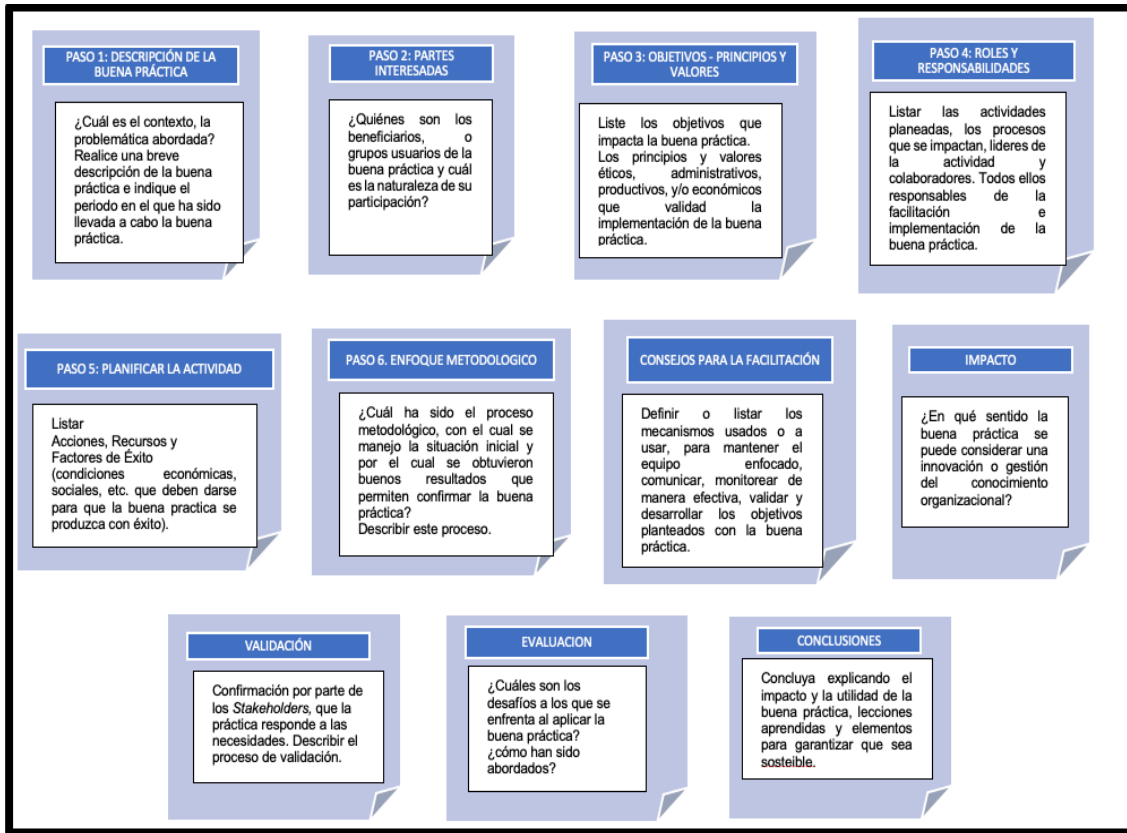 PASO 1: DESCRIPCIÓN DE LA
BUENA PRÁCTICA
¿Cuál es el contexto, la
problemática abordada?
Realice una breve
descripción de la buena
práctica e indique el
periodo en el que ha sido
llevada a cabo la buena
práctica.
PASO 2: PARTES
INTERESADAS
¿Quiénes son los
beneficiarios, o
grupos usuarios de la
buena práctica y cuál
es la naturaleza de su
participación?
PASO 3: OBJETIVOS - PRINCIPIOS Y
VALORES
Liste los objetivos que
impacta la buena práctica.
Los principios y valores
éticos, administrativos,
productivos, y/o económicos
que validad la
implementación de la buena
práctica.
PASO 4: ROLES Y
RESPONSABILIDADES
Listar las actividades
planeadas, los procesos
que se impactan, lideres de
la actividad y
colaboradores. Todos ellos
responsables de la
facilitación e
implementación de la
buena práctica.
PASO 5: PLANIFICAR LA ACTIVIDAD
Listar
Acciones, Recursos y
Factores de Éxito
(condiciones económicas,
sociales, etc. que deben darse
para que la buena practica se
produzca con éxito).
PASO 6. ENFOQUE METODOLOGICO
¿Cuál ha sido el proceso
metodológico, con el cual se
manejo la situación inicial y
por el cual se obtuvieron
buenos resultados que
permiten confirmar la buena
práctica?
Describir este proceso.
CONSEJOS PARA LA FACILITACIÓN
Definir o listar los
mecanismos usados o a
usar, para mantener el
equipo enfocado,
comunicar, monitorear de
manera efectiva, validar y
desarrollar los objetivos
planteados con la buena
práctica.
IMPACTO
¿En qué sentido la
buena práctica se
puede considerar una
innovación o gestión
del conocimiento
organizacional?
VALIDACIÓN
Confirmación por parte de
los Stakeholders, que la
práctica responde a las
necesidades. Describir el
proceso de validación.
EVALUACION
¿Cuáles son los
desafíos a los que se
enfrenta al aplicar la
buena práctica?
¿cómo han sido
abordados?
CONCLUSIONES
Concluya explicando el
impacto y la utilidad de la
buena práctica, lecciones
aprendidas y elementos
para garantizar que sea
sosteible.